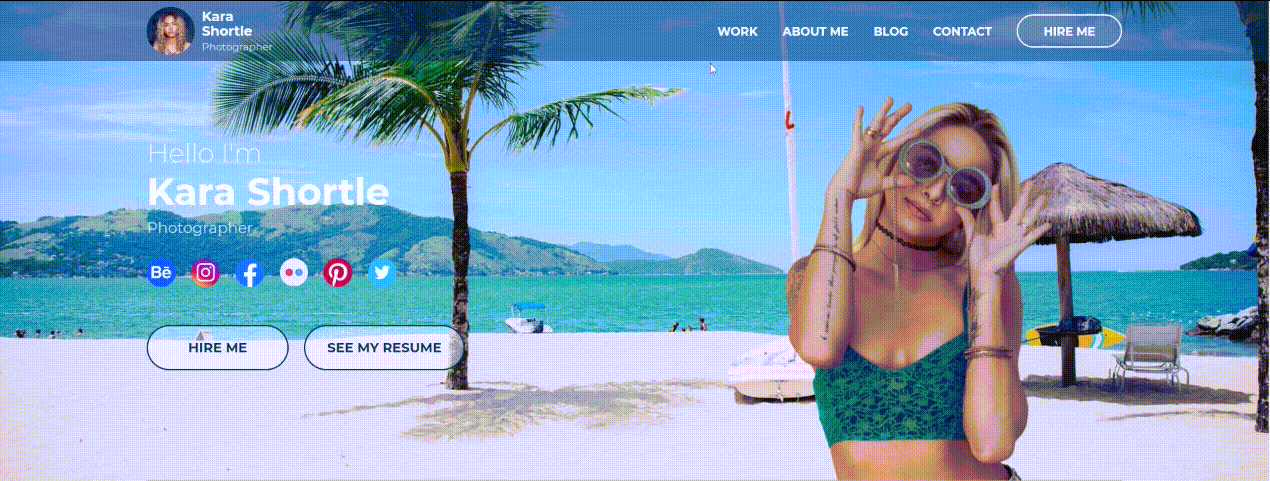 Kara
Shortle
Photographer
WORK
ABOUT ME
BLOG
CONTACT
HIRE ME
Hello I'm
Kara Shortle
Photographer
Bē
HIRE ME
SEE MY RESUME